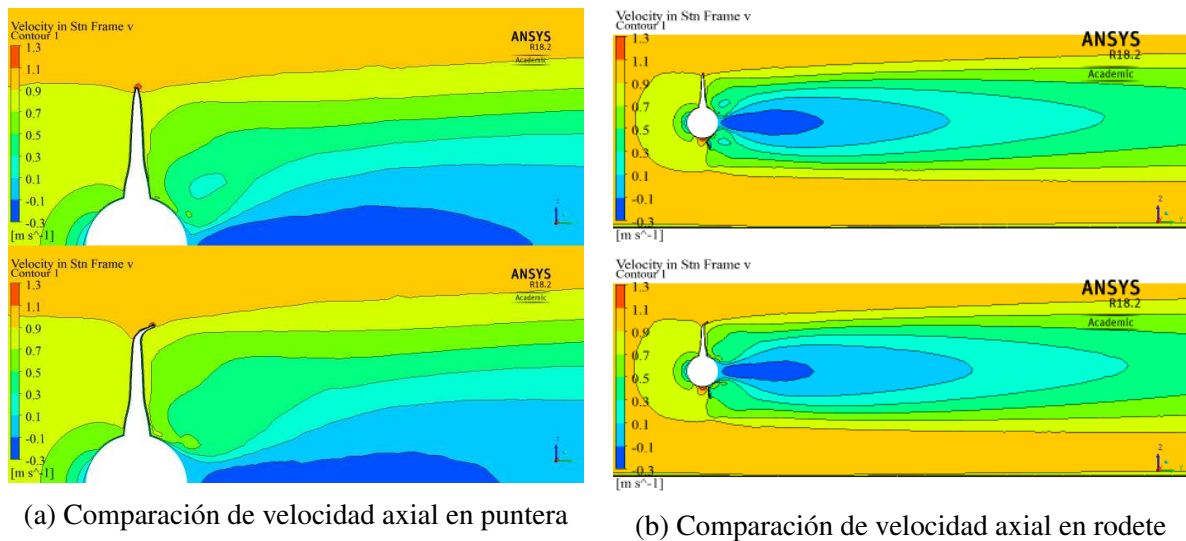 Velocity in Stn Frame v
Contour 1
1.3
1.1
0.9
0.7
0.5
0.3
0.1
-0.1
-0.3
[m s^-1]
ANSYS
R18.2
Academic
z
Velocity in Stn Frame v
Contour 1
1.3
1.1
0.9
0.7
0.5
0.3
0.1
-0.1
-0.3
[m s^-1]
ANSYS
R18.2
Academic
z
(a) Comparación de velocidad axial en puntera
Velocity in Stn Frame v
Contour 1
1.3
1.1
0.9
0.7
0.5
0.3
0.1
-0.1
-0.3
[m s^-1]
ANSYS
R18.2
Academic
Z
Y
Velocity in Stn Frame v
Contour 1
1.3
1.1
0.9
0.7
0.5
0.3
0.1
-0.1
-0.3
[m s^-1]
ANSYS
R18.2
Academic
Z
Y
(b) Comparación de velocidad axial en rodete